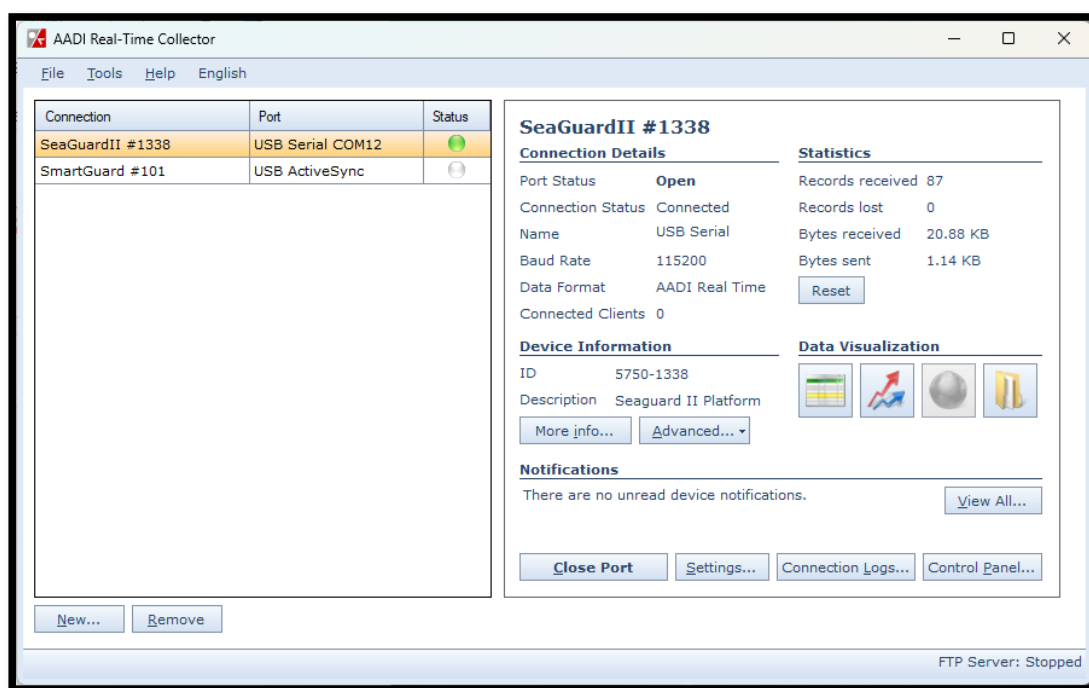 AADI Real-Time Collector
File Tools Help English
Connection Port Status
SeaGuardII #1338 USB Serial COM12
SmartGuard #101 USB ActiveSync
SeaGuardII #1338
Connection Details
Port Status Open
Connection Status Connected
Name USB Serial
Baud Rate 115200
Data Format AADI Real Time
Connected Clients 0
Statistics
Records received 87
Records lost 0
Bytes received 20.88 KB
Bytes sent 1.14 KB
Reset
Device Information
ID 5750-1338
Description Seaguard II Platform
More info... Advanced...
Data Visualization
Notifications
There are no unread device notifications.
View All...
Close Port Settings... Connection Logs... Control Panel...
New... Remove
FTP Server: Stopped